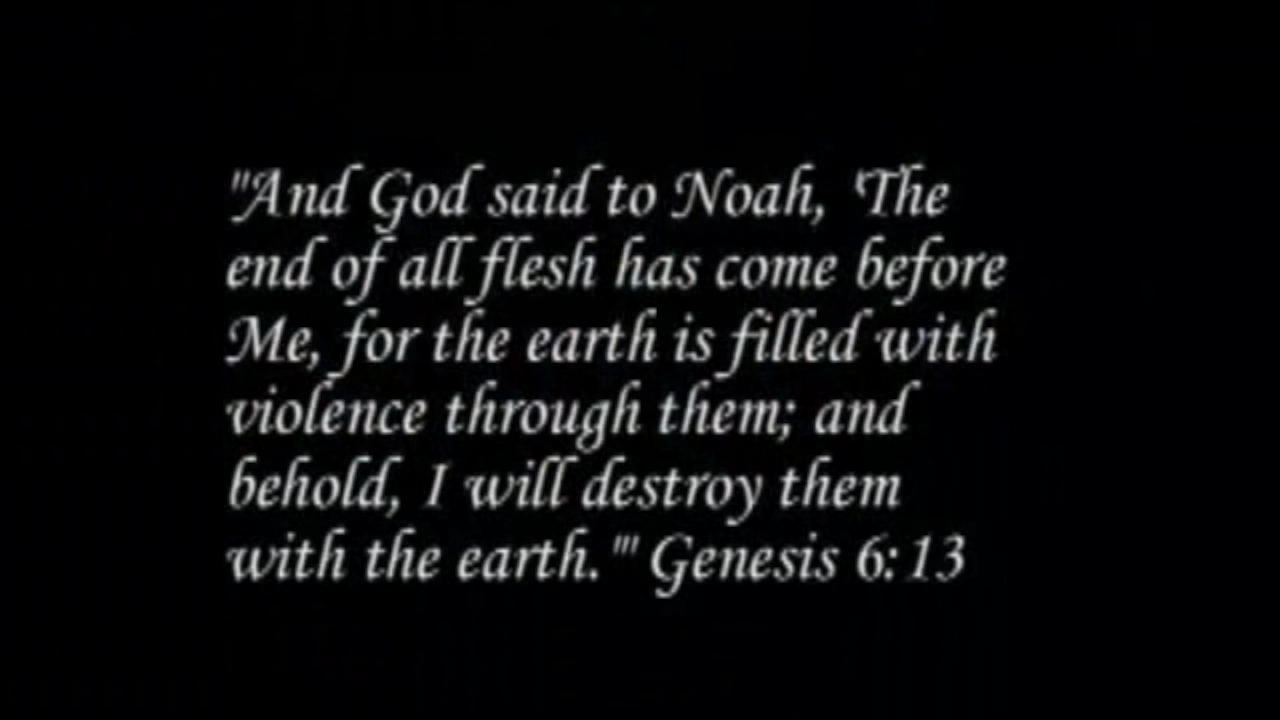 "And God said to Noah, 'The
end of all flesh has come before
Me, for the earth is filled with
violence through them; and
behold, I will destroy them
with the earth.'" Genesis 6:13